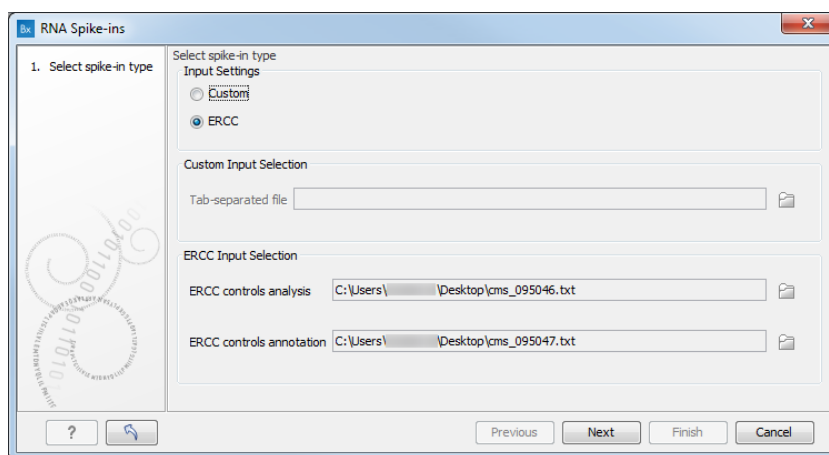 Bx RNA Spike-ins
1. Select spike-in type
Select spike-in type
Input Settings
Custom
ERCC
Custom Input Selection
Tab-separated file
ERCC Input Selection
ERCC controls analysis C:\Users\ \Desktop\cms_095046.txt
ERCC controls annotation C:\Users\ \Desktop\cms_095047.txt
? Previous Next Finish Cancel